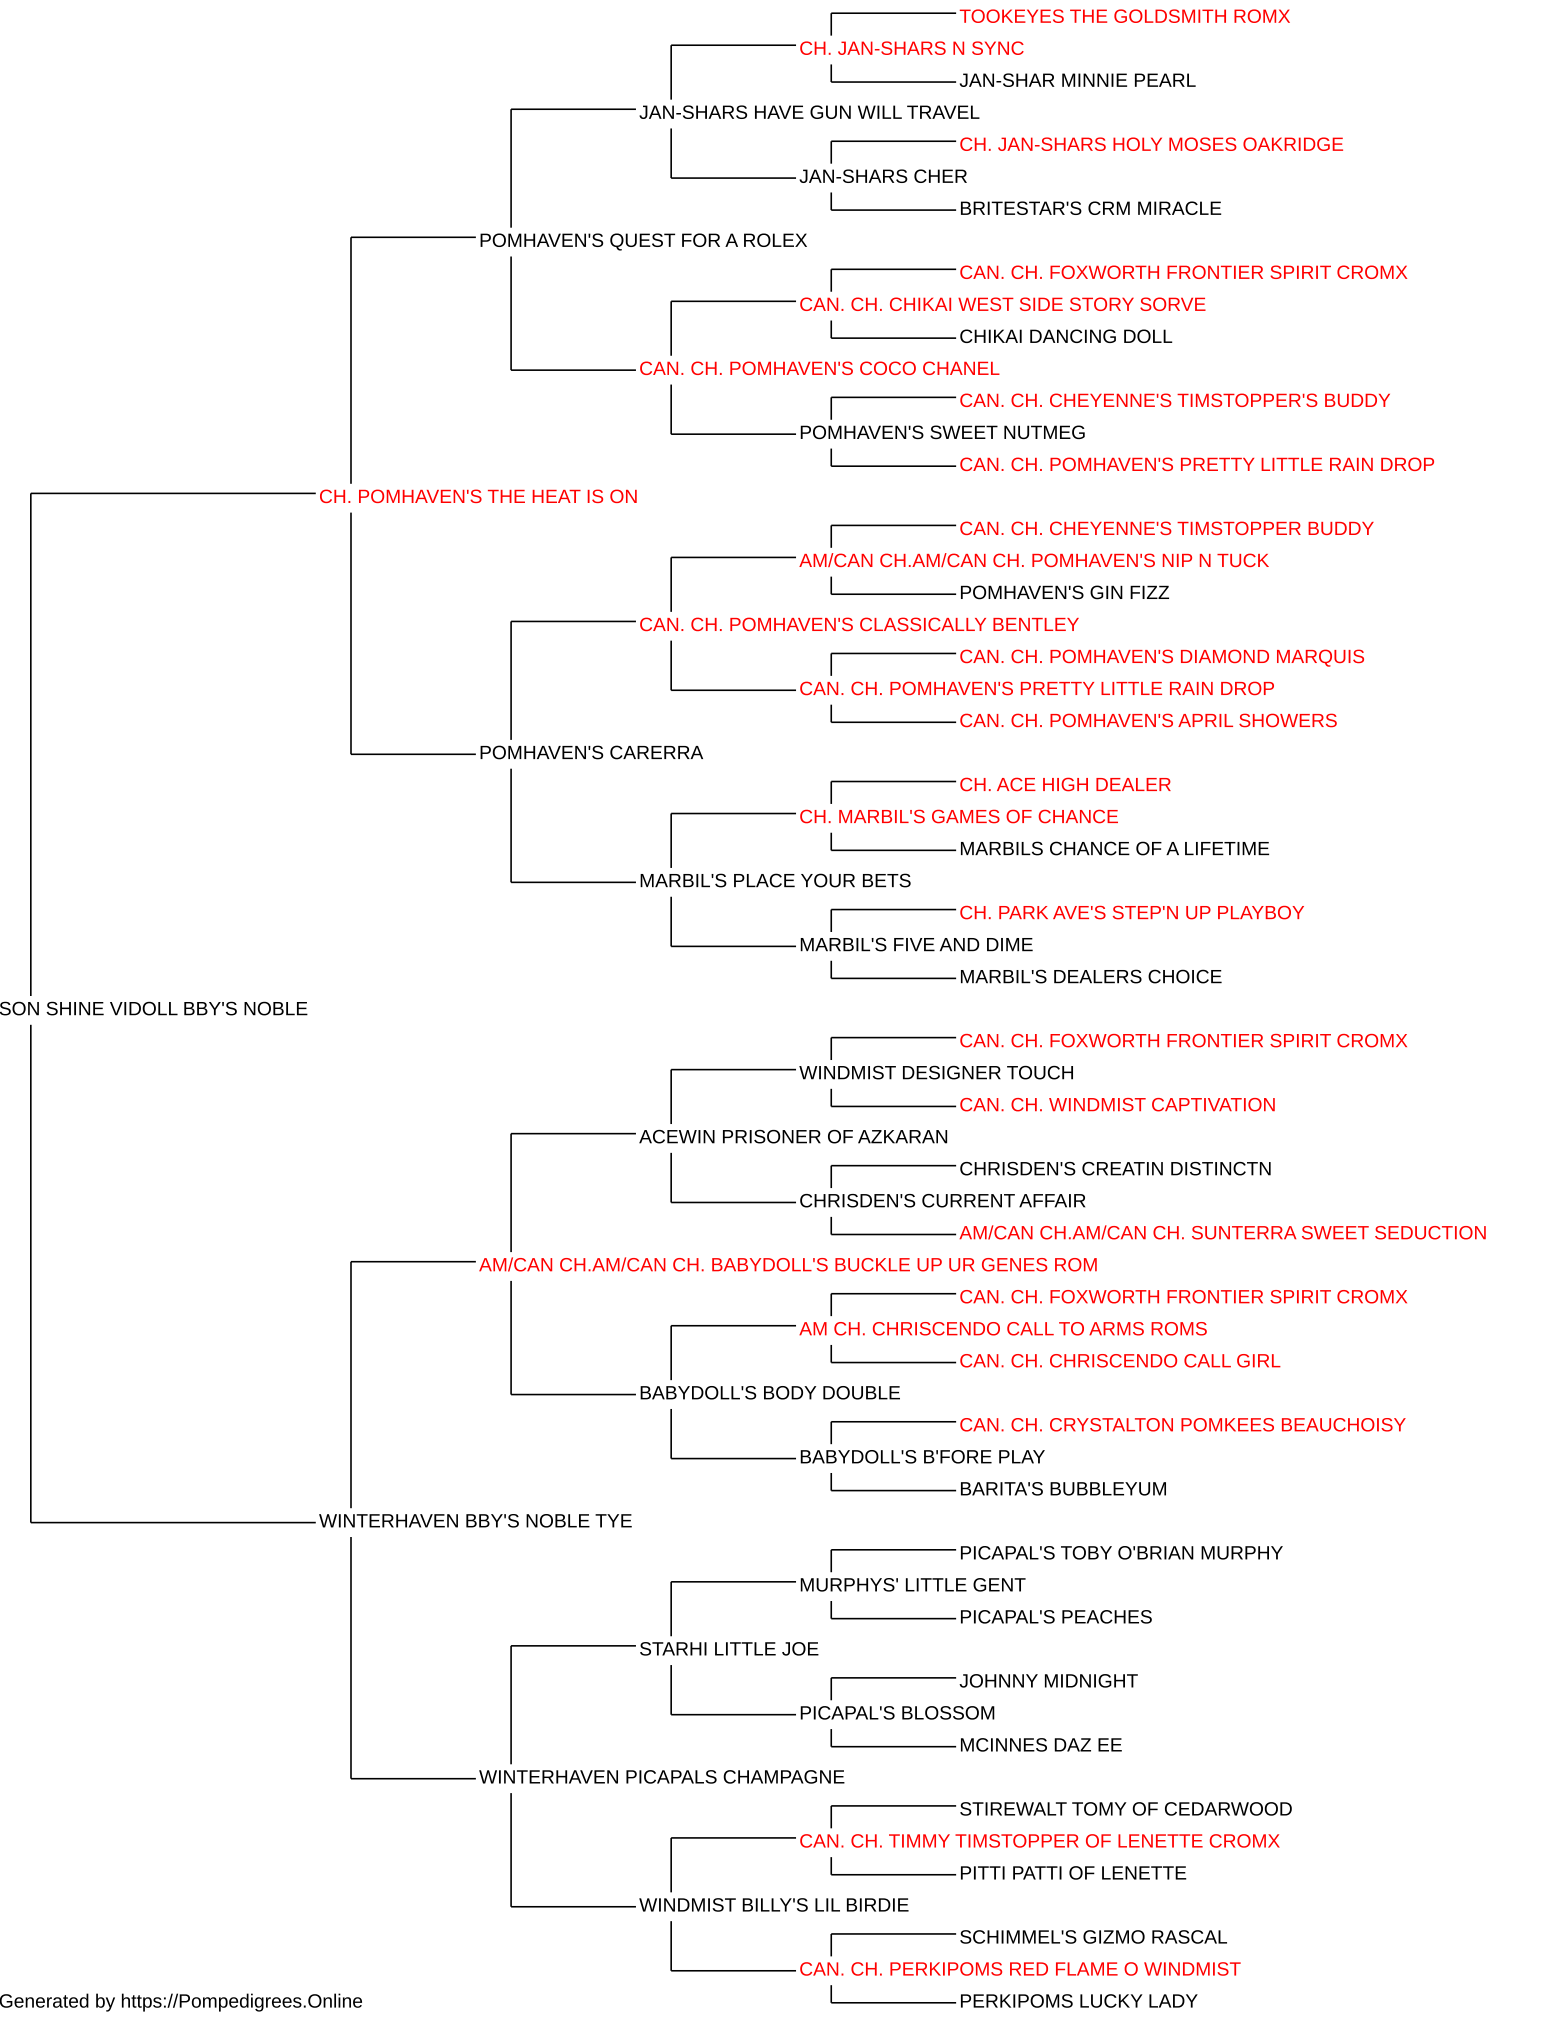 TOOKEYES THE GOLDSMITH ROMX
CH. JAN-SHARS N SYNC
JAN-SHAR MINNIE PEARL
JAN-SHARS HAVE GUN WILL TRAVEL
CH. JAN-SHARS HOLY MOSES OAKRIDGE
JAN-SHARS CHER
BRITESTAR'S CRM MIRACLE
POMHAVEN'S QUEST FOR A ROLEX
CAN. CH. FOXWORTH FRONTIER SPIRIT CROMX
CAN. CH. CHIKAI WEST SIDE STORY SORVE
CHIKAI DANCING DOLL
CAN. CH. POMHAVEN'S COCO CHANEL
CAN. CH. CHEYENNE'S TIMSTOPPER'S BUDDY
POMHAVEN'S SWEET NUTMEG
CAN. CH. POMHAVEN'S PRETTY LITTLE RAIN DROP
CH. POMHAVEN'S THE HEAT IS ON
CAN. CH. CHEYENNE'S TIMSTOPPER BUDDY
AM/CAN CH.AM/CAN CH. POMHAVEN'S NIP N TUCK
POMHAVEN'S GIN FIZZ
CAN. CH. POMHAVEN'S CLASSICALLY BENTLEY
CAN. CH. POMHAVEN'S DIAMOND MARQUIS
CAN. CH. POMHAVEN'S PRETTY LITTLE RAIN DROP
CAN. CH. POMHAVEN'S APRIL SHOWERS
POMHAVEN'S CARERRA
CH. ACE HIGH DEALER
CH. MARBIL'S GAMES OF CHANCE
MARBILS CHANCE OF A LIFETIME
MARBIL'S PLACE YOUR BETS
CH. PARK AVE'S STEP'N UP PLAYBOY
MARBIL'S FIVE AND DIME
MARBIL'S DEALERS CHOICE
SON SHINE VIDOLL BBY'S NOBLE
CAN. CH. FOXWORTH FRONTIER SPIRIT CROMX
WINDMIST DESIGNER TOUCH
CAN. CH. WINDMIST CAPTIVATION
ACEWIN PRISONER OF AZKARAN
CHRISDEN'S CREATIN DISTINCTN
CHRISDEN'S CURRENT AFFAIR
AM/CAN CH.AM/CAN CH. SUNTERRA SWEET SEDUCTION
AM/CAN CH.AM/CAN CH. BABYDOLL'S BUCKLE UP UR GENES ROM
CAN. CH. FOXWORTH FRONTIER SPIRIT CROMX
AM CH. CHRISCENDO CALL TO ARMS ROMS
CAN. CH. CHRISCENDO CALL GIRL
BABYDOLL'S BODY DOUBLE
CAN. CH. CRYSTALTON POMKEES BEAUCHOISY
BABYDOLL'S B'FORE PLAY
BARITA'S BUBBLEYUM
WINTERHAVEN BBY'S NOBLE TYE
PICAPAL'S TOBY O'BRIAN MURPHY
MURPHYS' LITTLE GENT
PICAPAL'S PEACHES
STARHI LITTLE JOE
JOHNNY MIDNIGHT
PICAPAL'S BLOSSOM
MCINNES DAZ EE
WINTERHAVEN PICAPALS CHAMPAGNE
STIREWALT TOMY OF CEDARWOOD
CAN. CH. TIMMY TIMSTOPPER OF LENETTE CROMX
PITTI PATTI OF LENETTE
WINDMIST BILLY'S LIL BIRDIE
SCHIMMEL'S GIZMO RASCAL
CAN. CH. PERKIPOMS RED FLAME O WINDMIST
PERKIPOMS LUCKY LADY
Generated by https://Pompedigrees.Online